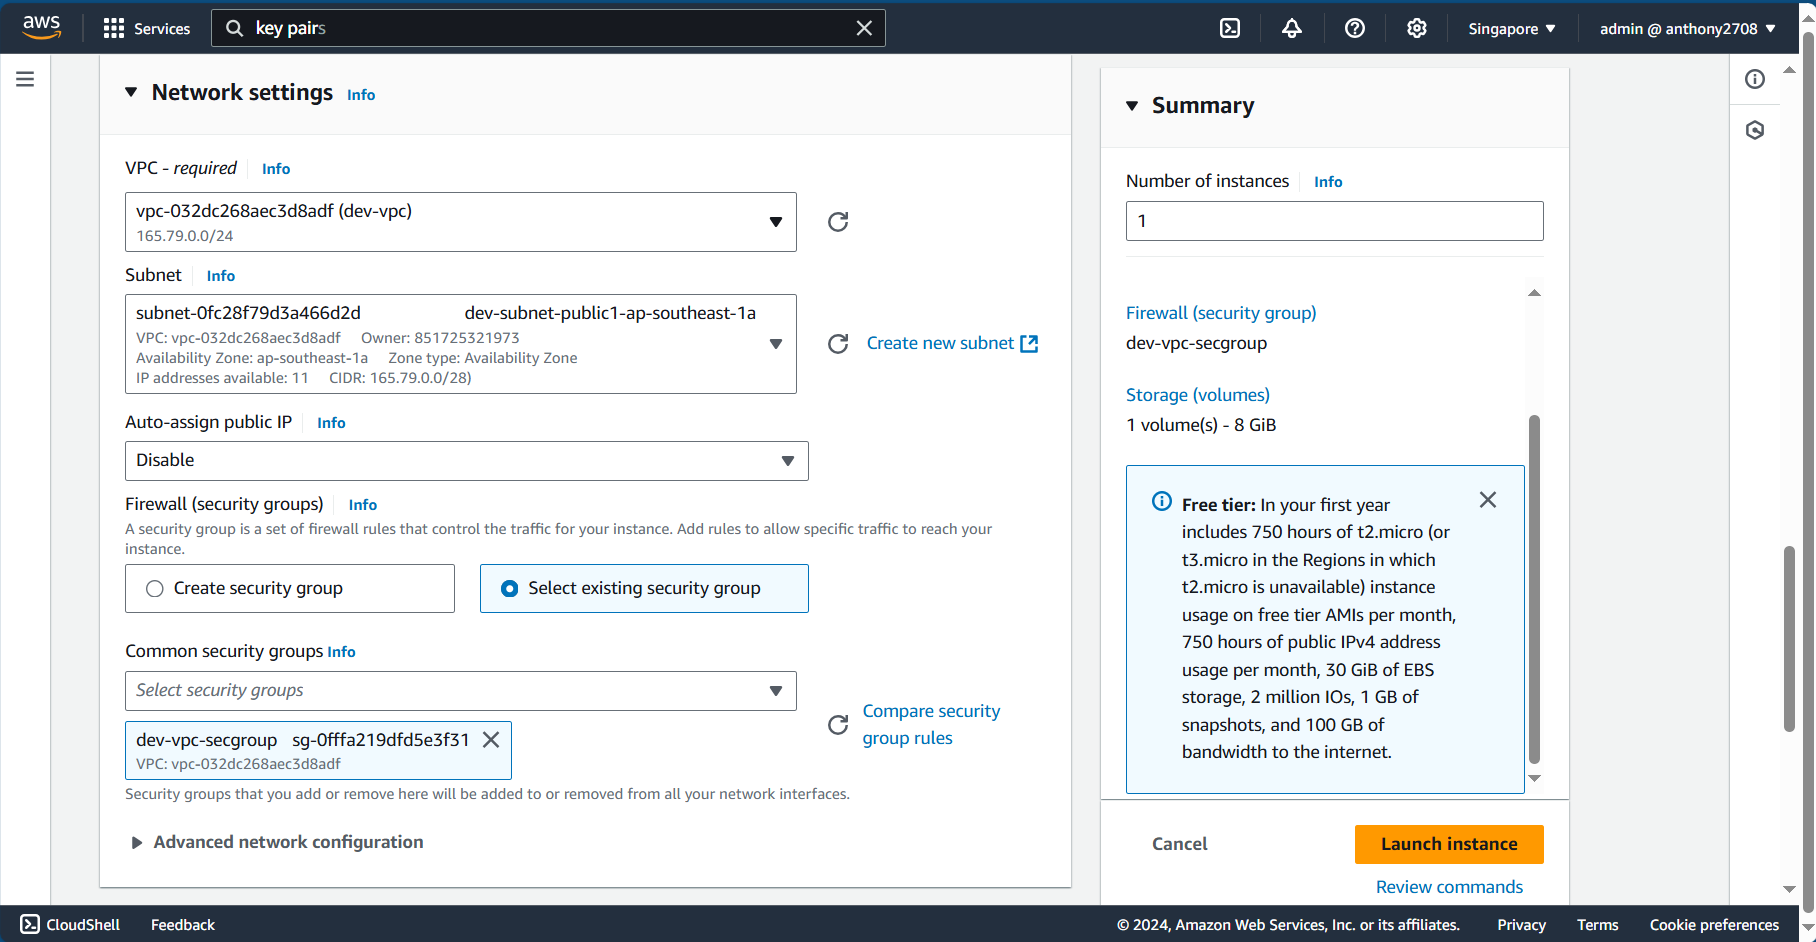 aws
Services
key pairs
Singapore
admin @ anthony2708
Network settings Info
VPC - required Info
vpc-032dc268aec3d8adf (dev-vpc)
165.79.0.0/24
Subnet Info
subnet-0fc28f79d3a466d2d dev-subnet-public1-ap-southeast-1a
VPC: vpc-032dc268aec3d8adf Owner: 851725321973
Availability Zone: ap-southeast-1a Zone type: Availability Zone
IP addresses available: 11 CIDR: 165.79.0.0/28)
Create new subnet
Auto-assign public IP Info
Disable
Firewall (security groups) Info
A security group is a set of firewall rules that control the traffic for your instance. Add rules to allow specific traffic to reach your
instance.
Create security group
Select existing security group
Common security groups Info
Select security groups
dev-vpc-secgroup sg-0fffa219dfd5e3f31
VPC: vpc-032dc268aec3d8adf
Compare security
group rules
Security groups that you add or remove here will be added to or removed from all your network interfaces.
Advanced network configuration
Summary
Number of instances Info
1
Firewall (security group)
dev-vpc-secgroup
Storage (volumes)
1 volume(s) - 8 GiB
Free tier: In your first year
includes 750 hours of t2.micro (or
t3.micro in the Regions in which
t2.micro is unavailable) instance
usage on free tier AMIs per month,
750 hours of public IPv4 address
usage per month, 30 GiB of EBS
storage, 2 million IOs, 1 GB of
snapshots, and 100 GB of
bandwidth to the internet.
Cancel
Launch instance
Review commands
CloudShell
Feedback
© 2024, Amazon Web Services, Inc. or its affiliates.
Privacy
Terms
Cookie preferences